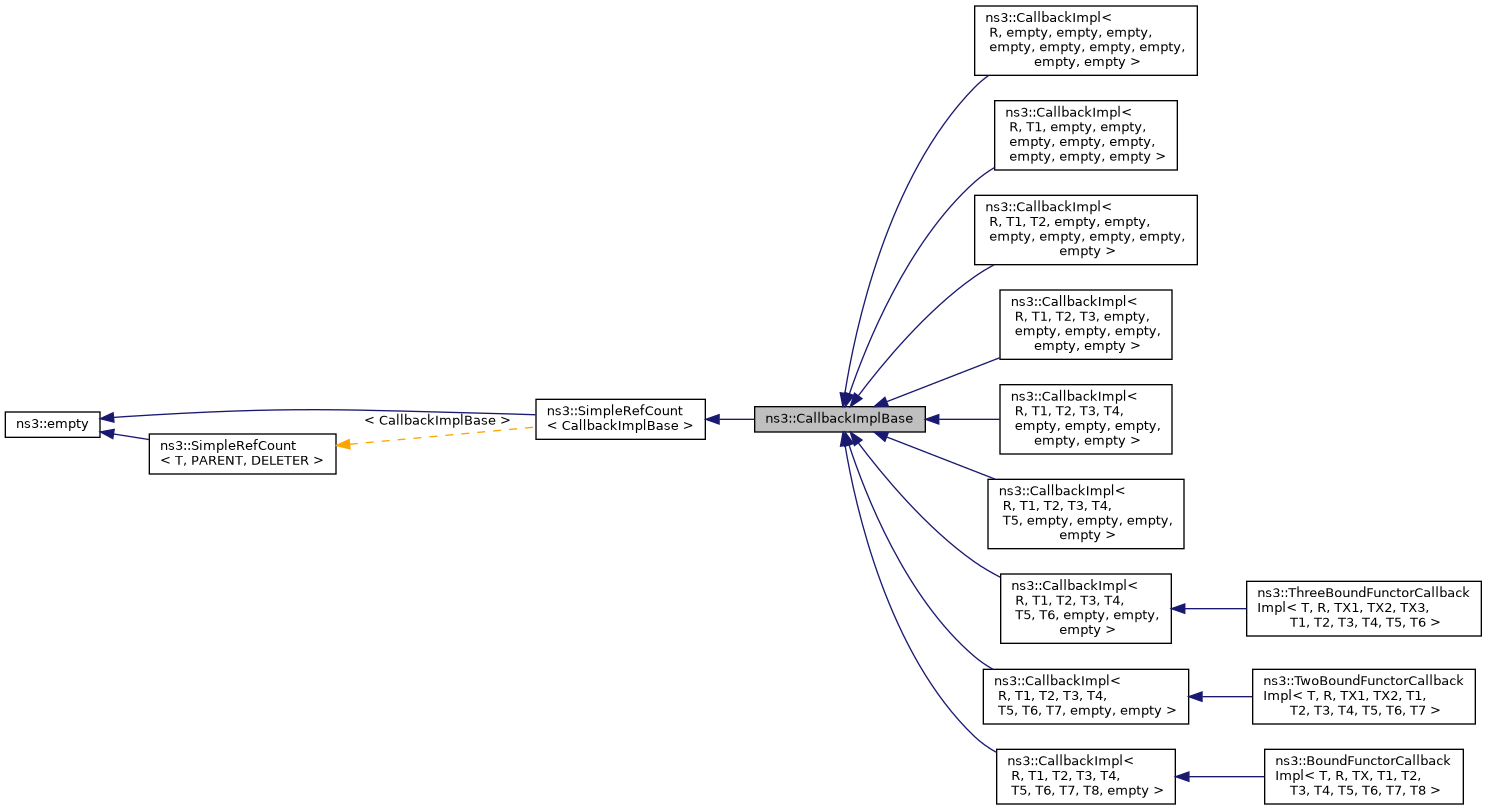 ns3::CallbackImpl<
R, empty, empty, empty,
empty, empty, empty, empty,
empty, empty >
ns3::CallbackImpl<
R, T1, empty, empty,
empty, empty, empty,
empty, empty, empty >
ns3::CallbackImpl<
R, T1, T2, empty, empty,
empty, empty, empty, empty,
empty >
ns3::CallbackImpl<
R, T1, T2, T3, empty,
empty, empty, empty,
empty, empty >
ns3::empty
< CallbackImplBase >
ns3::SimpleRefCount
< T, PARENT, DELETER >
ns3::SimpleRefCount
< CallbackImplBase >
ns3::CallbackImplBase
ns3::CallbackImpl<
R, T1, T2, T3, T4,
empty, empty, empty,
empty, empty >
ns3::CallbackImpl<
R, T1, T2, T3, T4,
T5, empty, empty, empty,
empty >
ns3::CallbackImpl<
R, T1, T2, T3, T4,
T5, T6, empty, empty,
empty >
ns3::ThreeBoundFunctorCallback
Impl< T, R, TX1, TX2, TX3,
T1, T2, T3, T4, T5, T6 >
ns3::CallbackImpl<
R, T1, T2, T3, T4,
T5, T6, T7, empty, empty >
ns3::TwoBoundFunctorCallback
Impl< T, R, TX1, TX2, T1,
T2, T3, T4, T5, T6, T7 >
ns3::CallbackImpl<
R, T1, T2, T3, T4,
T5, T6, T7, T8, empty >
ns3::BoundFunctorCallback
Impl< T, R, TX, T1, T2,
T3, T4, T5, T6, T7, T8 >